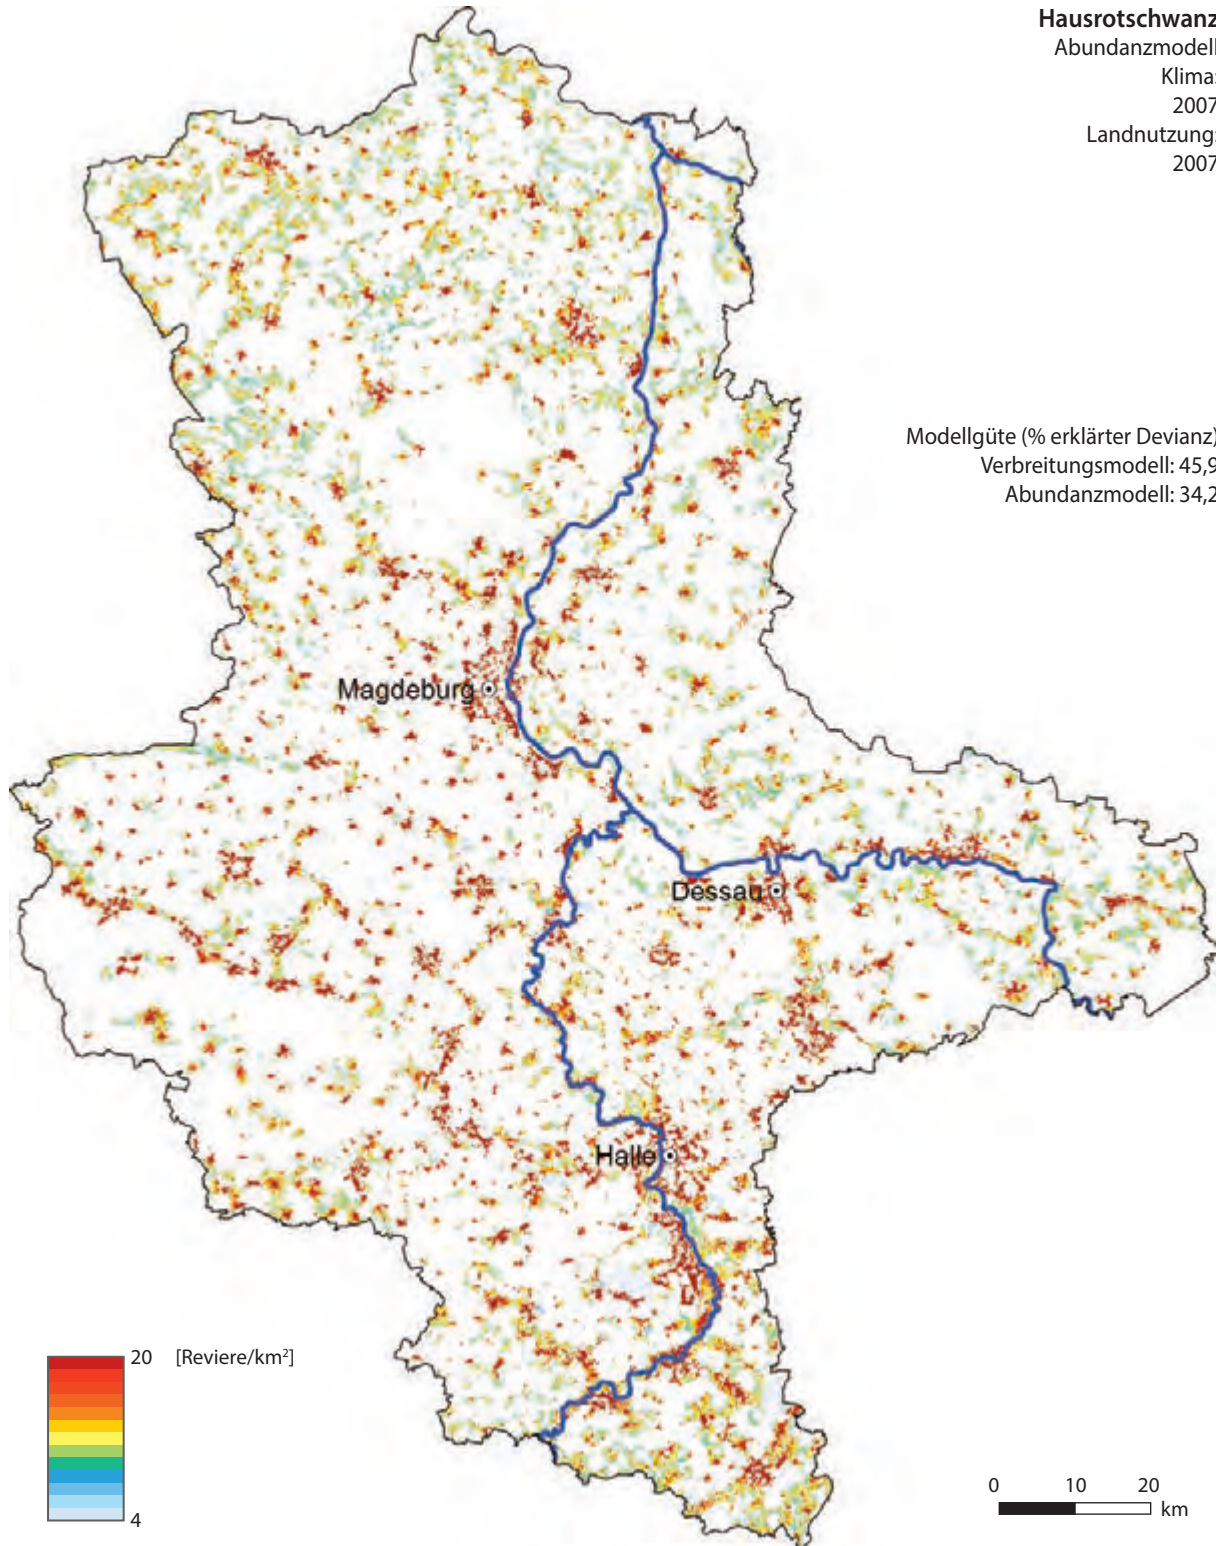 Hausrotschwanz
Abundanzmodell
Klima:
2007
Landnutzung:
2007
Modellgüte (% erklärter Devianz)
Verbreitungsmodell: 45,9
Abundanzmodell: 34,2
Magdeburg
Dessau
Halle
20 [Reviere/km²]
4
0 10 20
km